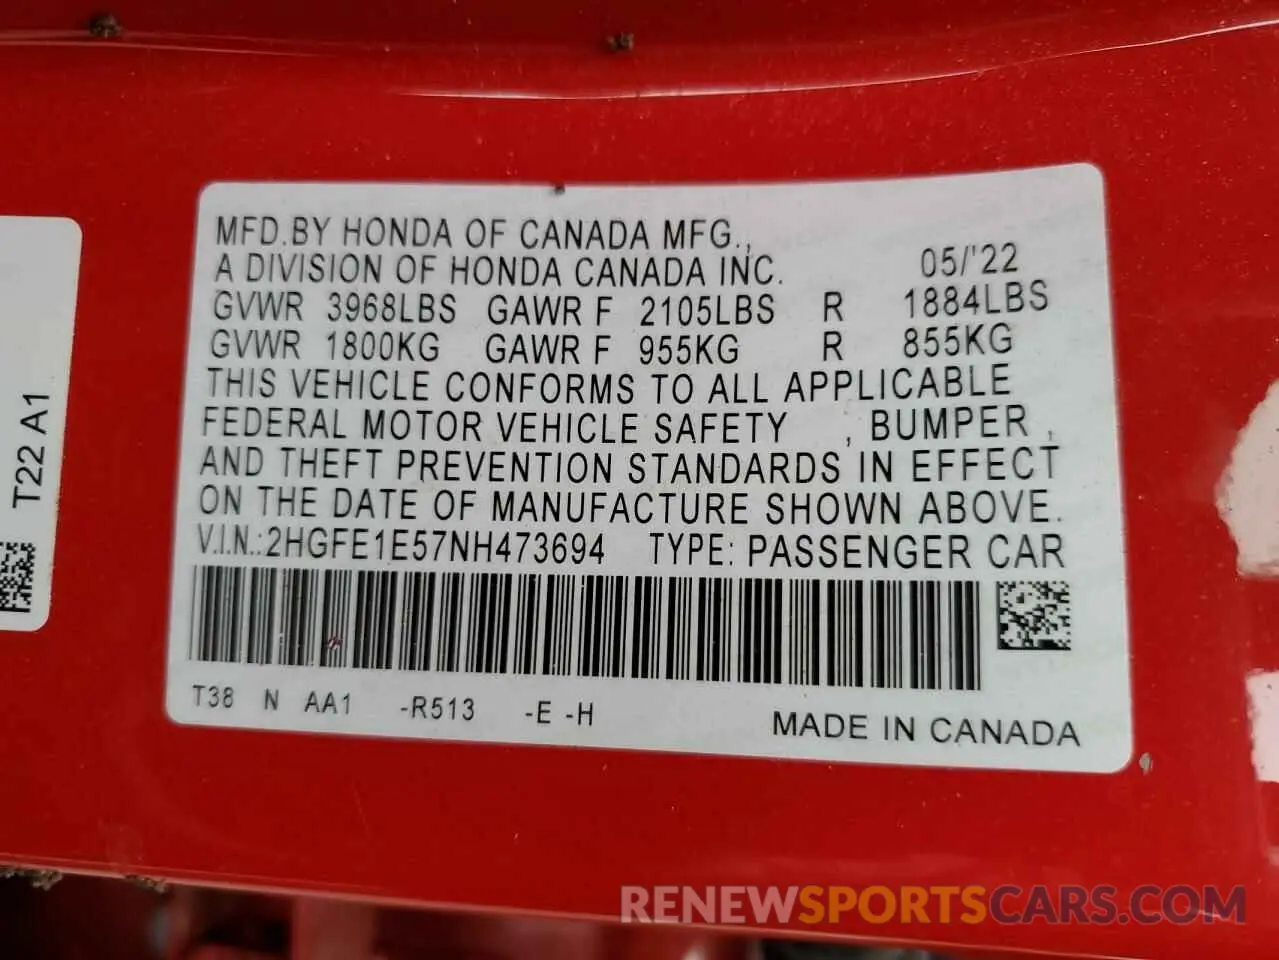 MFD.BY HONDA OF CANADA MFG.,
A DIVISION OF HONDA CANADA INC. 05/'22
GVWR 3968LBS GAWR F 2105LBS R 1884LBS
GVWR 1800KG GAWR F 955KG R 855KG
THIS VEHICLE CONFORMS TO ALL APPLICABLE
FEDERAL MOTOR VEHICLE SAFETY , BUMPER ,
AND THEFT PREVENTION STANDARDS IN EFFECT
ON THE DATE OF MANUFACTURE SHOWN ABOVE.
V.I.N.:2HGFE1E57NH473694 TYPE: PASSENGER CAR
T38 N AA1 -R513 -E -H
MADE IN CANADA
T22 A1
RENEWSPORTSCARS.COM